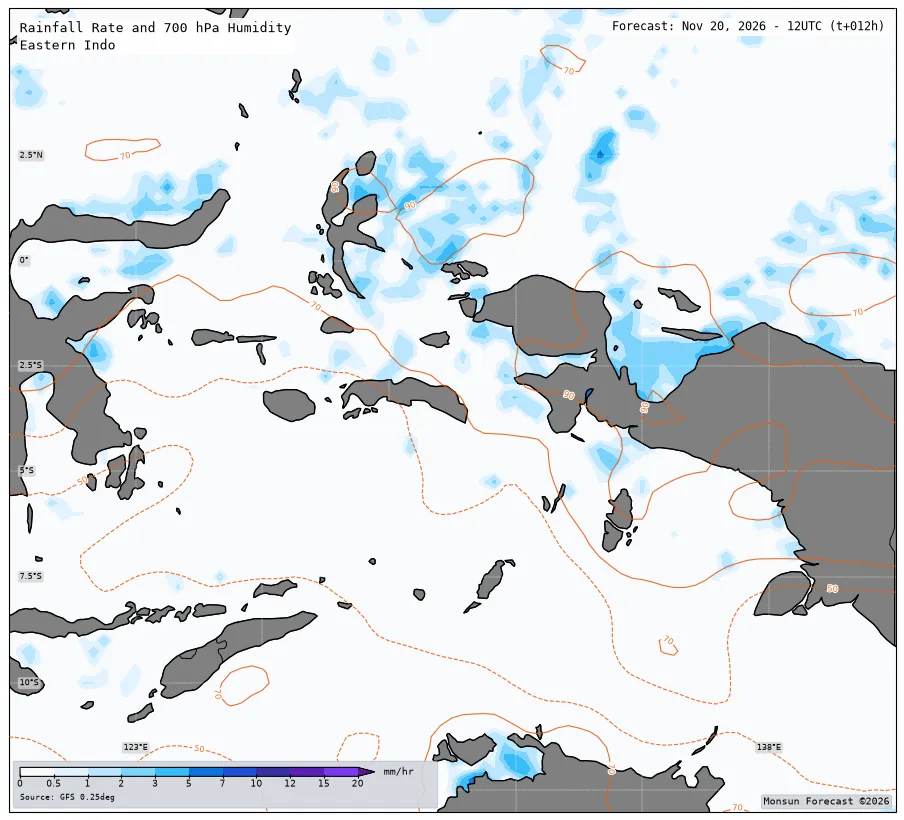 Rainfall Rate and 700 hPa Humidity
Eastern Indo
Forecast: Nov 20, 2026 - 12UTC (t+012h)
70
2.5°N
70
90
90
0°
70
70
2.5°S
90
90
5°S
50
7.5°S
50
70
10°S
70
123°E
50
138°E
70
0 0.5 1 2 3 5 7 10 12 15 20 mm/hr
Source: GFS 0.25deg
Monsun Forecast ©2026
70